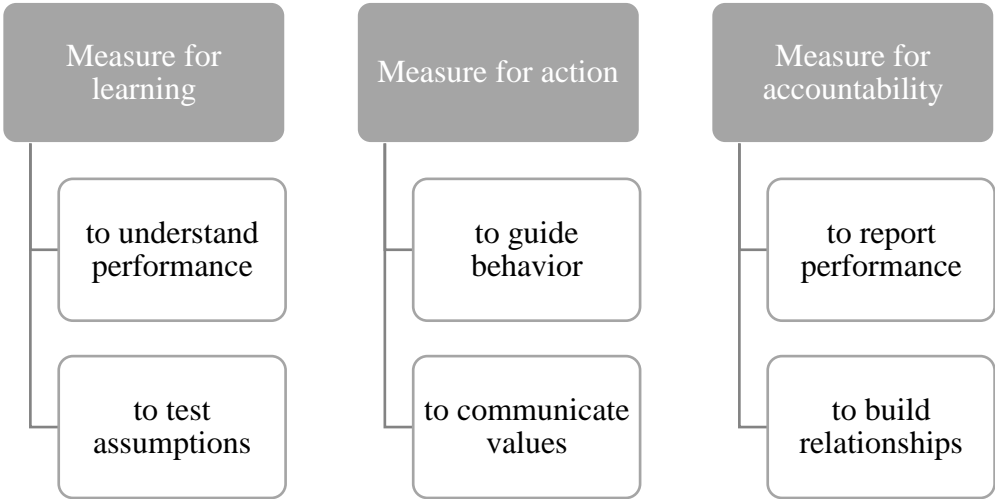 Measure for
learning
to understand
performance
to test
assumptions
Measure for action
to guide
behavior
to communicate
values
Measure for
accountability
to report
performance
to build
relationships